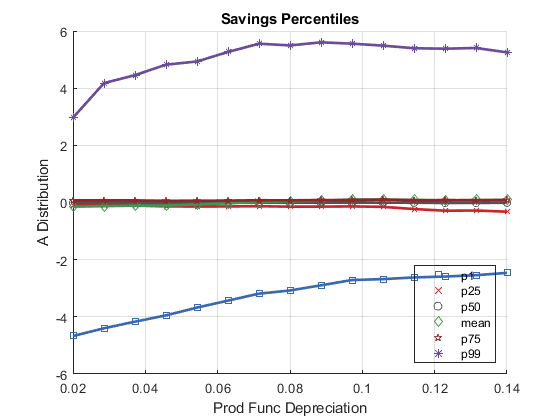 Savings Percentiles
A Distribution
6
4
2
0
-2
-4
-6
p1
p25
p50
mean
p75
p99
0.02
0.04
0.06
0.08
0.1
0.12
0.14
Prod Func Depreciation